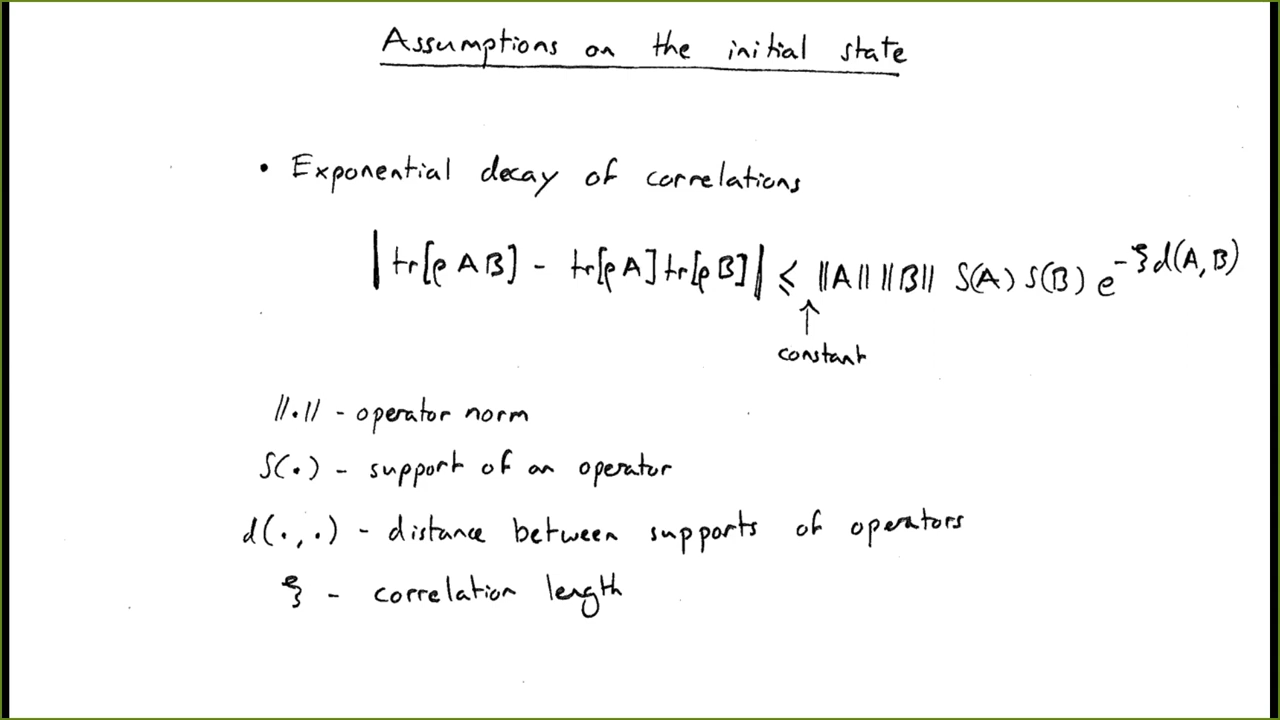 Assumptions on the initial state
• Exponential decay of correlations
| tr[ρ A B] - tr[ρ A] tr[ρ B] | ≤ ||A|| ||B|| S(A) S(B) e^{-ξ d(A, B)}
↑
constant
||.|| - operator norm
S(•) - support of an operator
d(•, •) - distance between supports of operators
ξ - correlation length